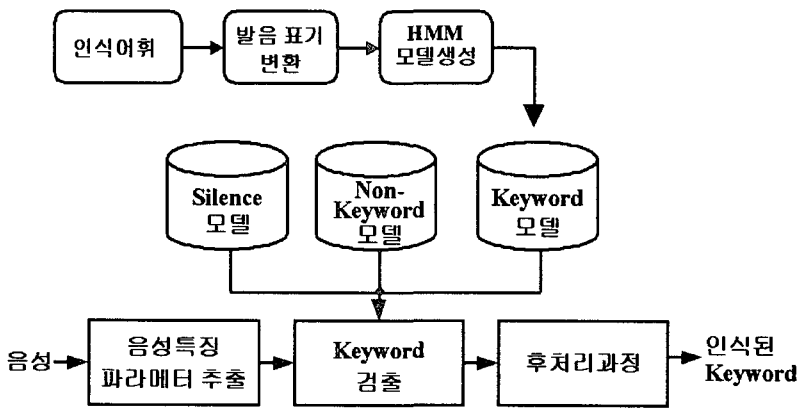 인식어휘
발음 표기
변환
HMM
모델생성
Silence
모델
Non-
Keyword
모델
Keyword
모델
음성
음성특징
파라메터 추출
Keyword
검출
후처리과정
인식된
Keyword